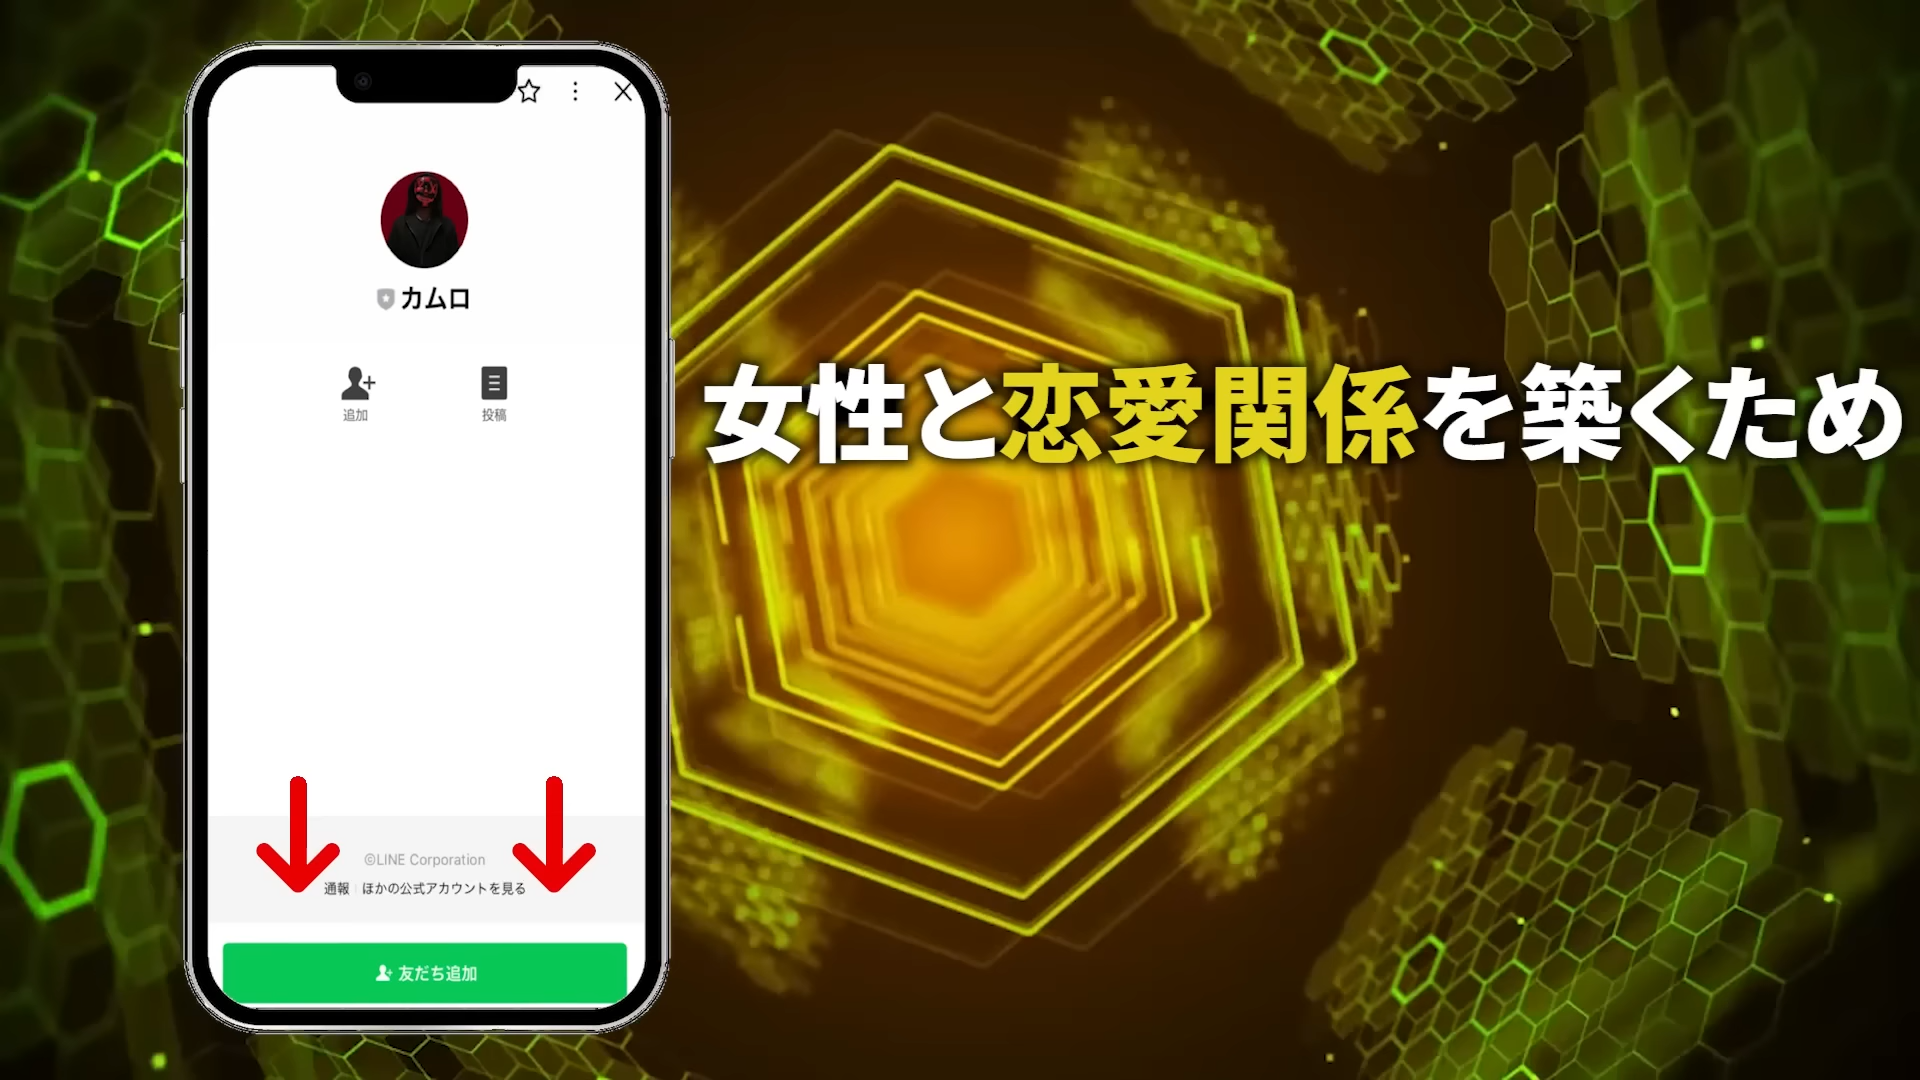 カムロ
追加
投稿
女性と恋愛関係を築くため
©LINE Corporation
通報 ほかの公式アカウントを見る
友だち追加